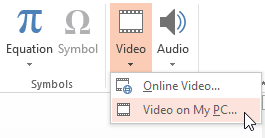 Equation Symbol Video Audio
Symbols
Online Video...
Video on My PC...